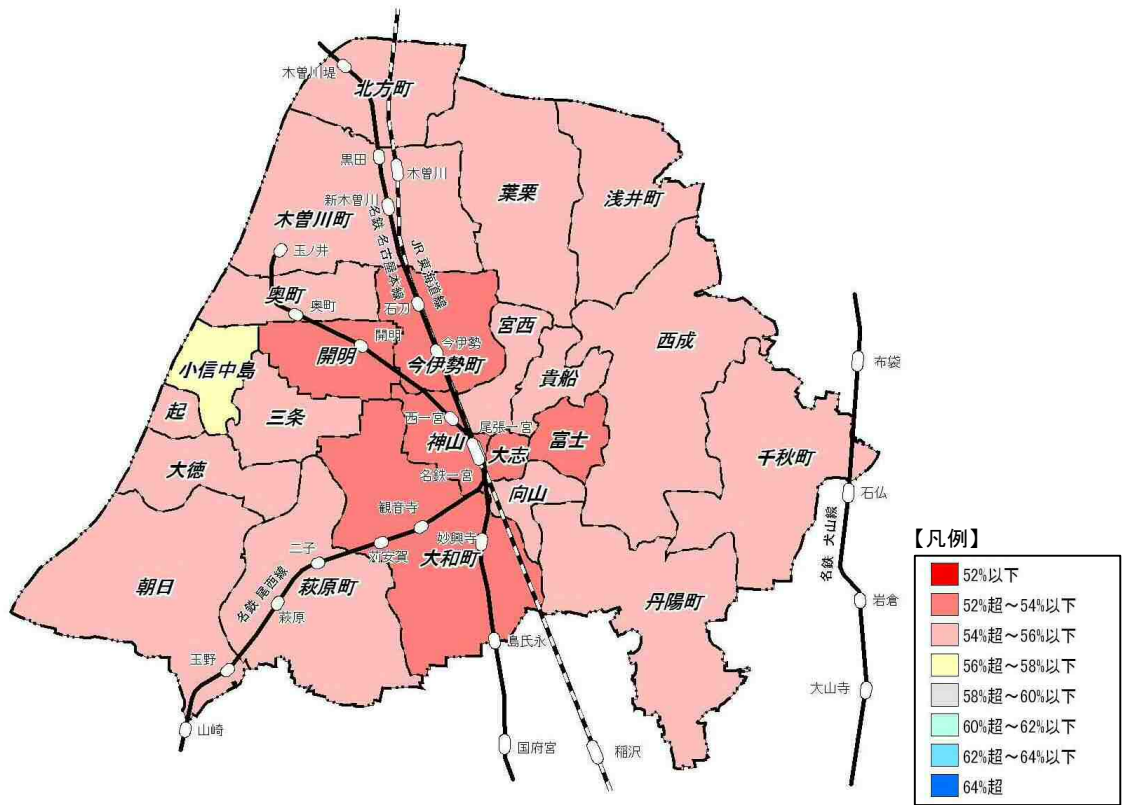 木曽川堤
北方町
黒田
木曽川
葉栗
浅井町
新木曽川
木曽川町
名鉄 名古屋本線
JR 東海道線
玉ノ井
奥町
奥町
石刀
宮西
西成
開明
開明
今伊勢
今伊勢町
布袋
小信中島
貴船
起
三条
西一宮
尾張一宮
神山
大志
富士
千秋町
大徳
名鉄一宮
向山
石仏
観音寺
妙興寺
名鉄 犬山線
二子
苅安賀
大和町
朝日
名鉄 尾西線
萩原町
丹陽町
岩倉
萩原
島氏永
玉野
大山寺
山崎
国府宮
稲沢
【凡例】
52%以下
52%超～54%以下
54%超～56%以下
56%超～58%以下
58%超～60%以下
60%超～62%以下
62%超～64%以下
64%超